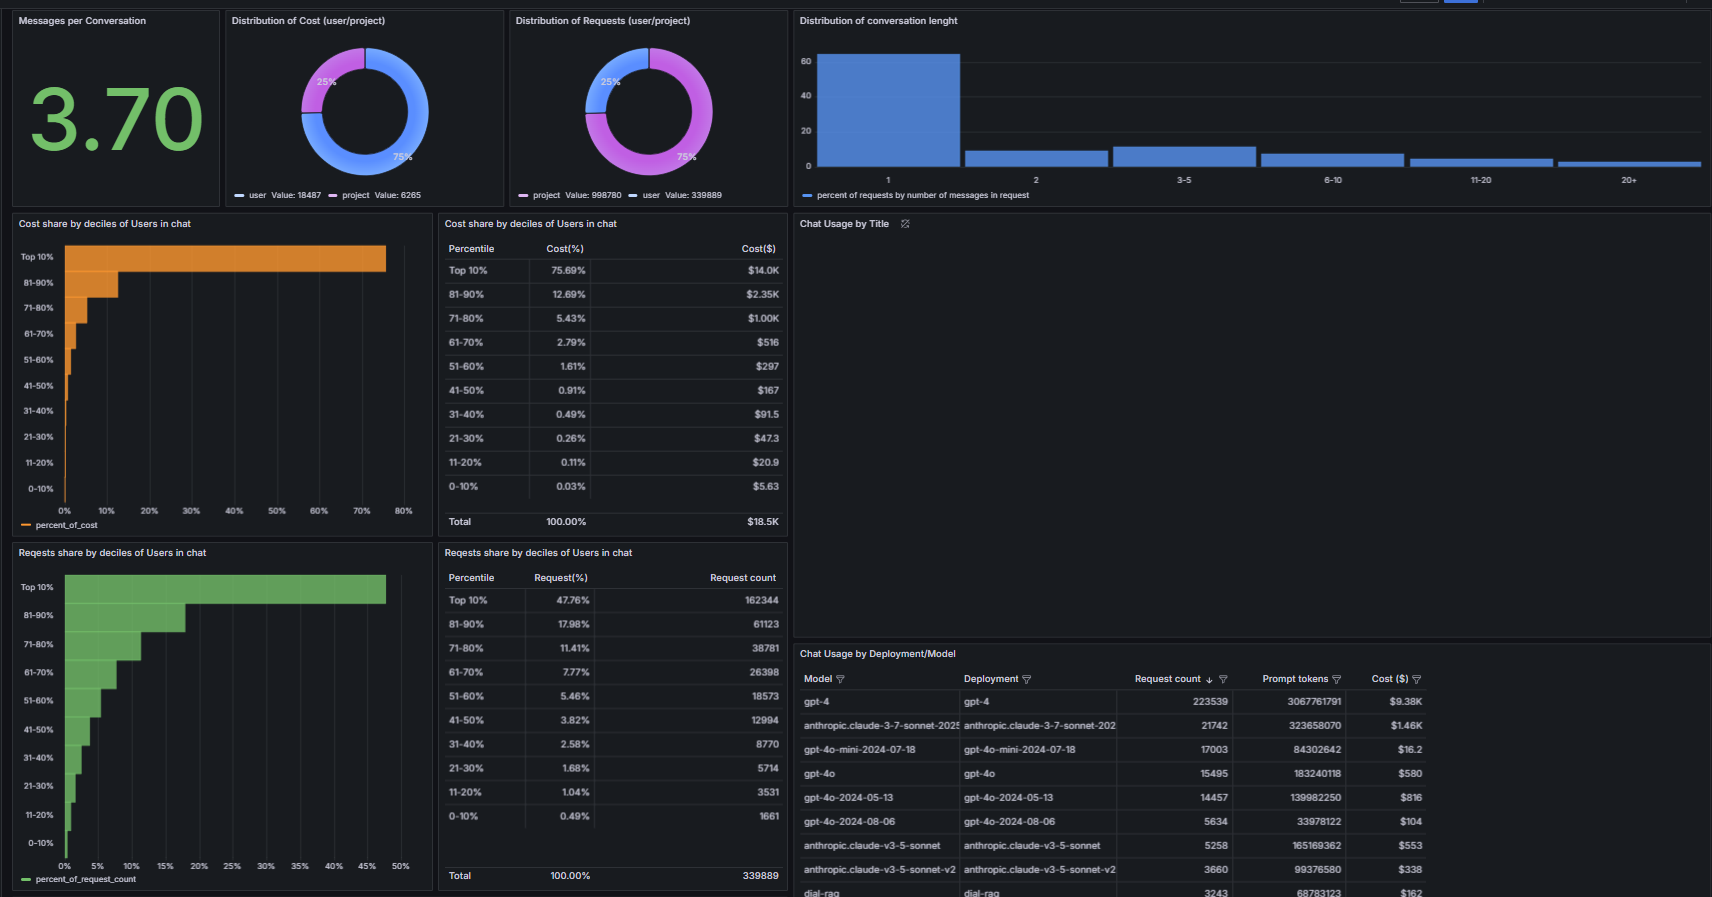 Messages per Conversation
3.70
Distribution of Cost (user/project)
25%
75%
user Value: 18487 project Value: 6265
Distribution of Requests (user/project)
25%
75%
project Value: 998780 user Value: 339889
Distribution of conversation lenght
60
40
20
0
1 2 3-5 6-10 11-20 20+
percent of requests by number of messages in request
Cost share by deciles of Users in chat
Top 10%
81-90%
71-80%
61-70%
51-60%
41-50%
31-40%
21-30%
11-20%
0-10%
0% 10% 20% 30% 40% 50% 60% 70% 80%
percent_of_cost
Cost share by deciles of Users in chat
Percentile Cost(%) Cost($)
Top 10% 75.69% $14.0K
81-90% 12.69% $2.35K
71-80% 5.43% $1.00K
61-70% 2.79% $516
51-60% 1.61% $297
41-50% 0.91% $167
31-40% 0.49% $91.5
21-30% 0.26% $47.3
11-20% 0.11% $20.9
0-10% 0.03% $5.63
Total 100.00% $18.5K
Chat Usage by Title
Reqests share by deciles of Users in chat
Top 10%
81-90%
71-80%
61-70%
51-60%
41-50%
31-40%
21-30%
11-20%
0-10%
0% 5% 10% 15% 20% 25% 30% 35% 40% 45% 50%
percent_of_request_count
Reqests share by deciles of Users in chat
Percentile Request(%) Request count
Top 10% 47.76% 162344
81-90% 17.98% 61123
71-80% 11.41% 38781
61-70% 7.77% 26398
51-60% 5.46% 18573
41-50% 3.82% 12994
31-40% 2.58% 8770
21-30% 1.68% 5714
11-20% 1.04% 3531
0-10% 0.49% 1661
Total 100.00% 339889
Chat Usage by Deployment/Model
Model Deployment Request count Prompt tokens Cost ($)
gpt-4 gpt-4 223539 3067761791 $9.38K
anthropic.claude-3-7-sonnet-2025 anthropic.claude-3-7-sonnet-202 21742 323658070 $1.46K
gpt-4o-mini-2024-07-18 gpt-4o-mini-2024-07-18 17003 84302642 $16.2
gpt-4o gpt-4o 15495 183240118 $580
gpt-4o-2024-05-13 gpt-4o-2024-05-13 14457 139982250 $816
gpt-4o-2024-08-06 gpt-4o-2024-08-06 5634 33978122 $104
anthropic.claude-v3-5-sonnet anthropic.claude-v3-5-sonnet 5258 165169362 $553
anthropic.claude-v3-5-sonnet-v2 anthropic.claude-v3-5-sonnet-v2 3660 99376580 $338
dial-rag dial-rag 3243 68783123 $162